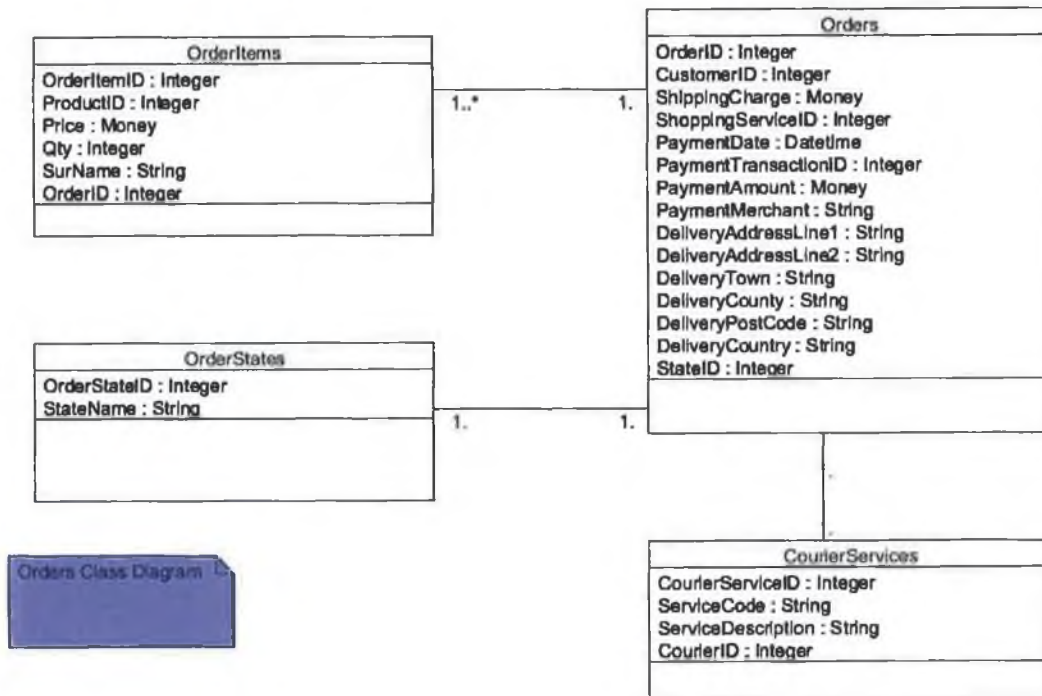 OrderItems
OrderItemID : Integer
ProductID : Integer
Price : Money
Qty : Integer
SurName : String
OrderID : Integer
1..*
1.
Orders
OrderID : Integer
CustomerID : Integer
ShippingCharge : Money
ShoppingServiceID : Integer
PaymentDate : Datetime
PaymentTransactionID : Integer
PaymentAmount : Money
PaymentMerchant : String
DeliveryAddressLine1 : String
DeliveryAddressLine2 : String
DeliveryTown : String
DeliveryCounty : String
DeliveryPostCode : String
DeliveryCountry : String
StateID : Integer
OrderStates
OrderStateID : Integer
StateName : String
1.
1.
Orders Class Diagram
CourierServices
CourierServiceID : Integer
ServiceCode : String
ServiceDescription : String
CourierID : Integer